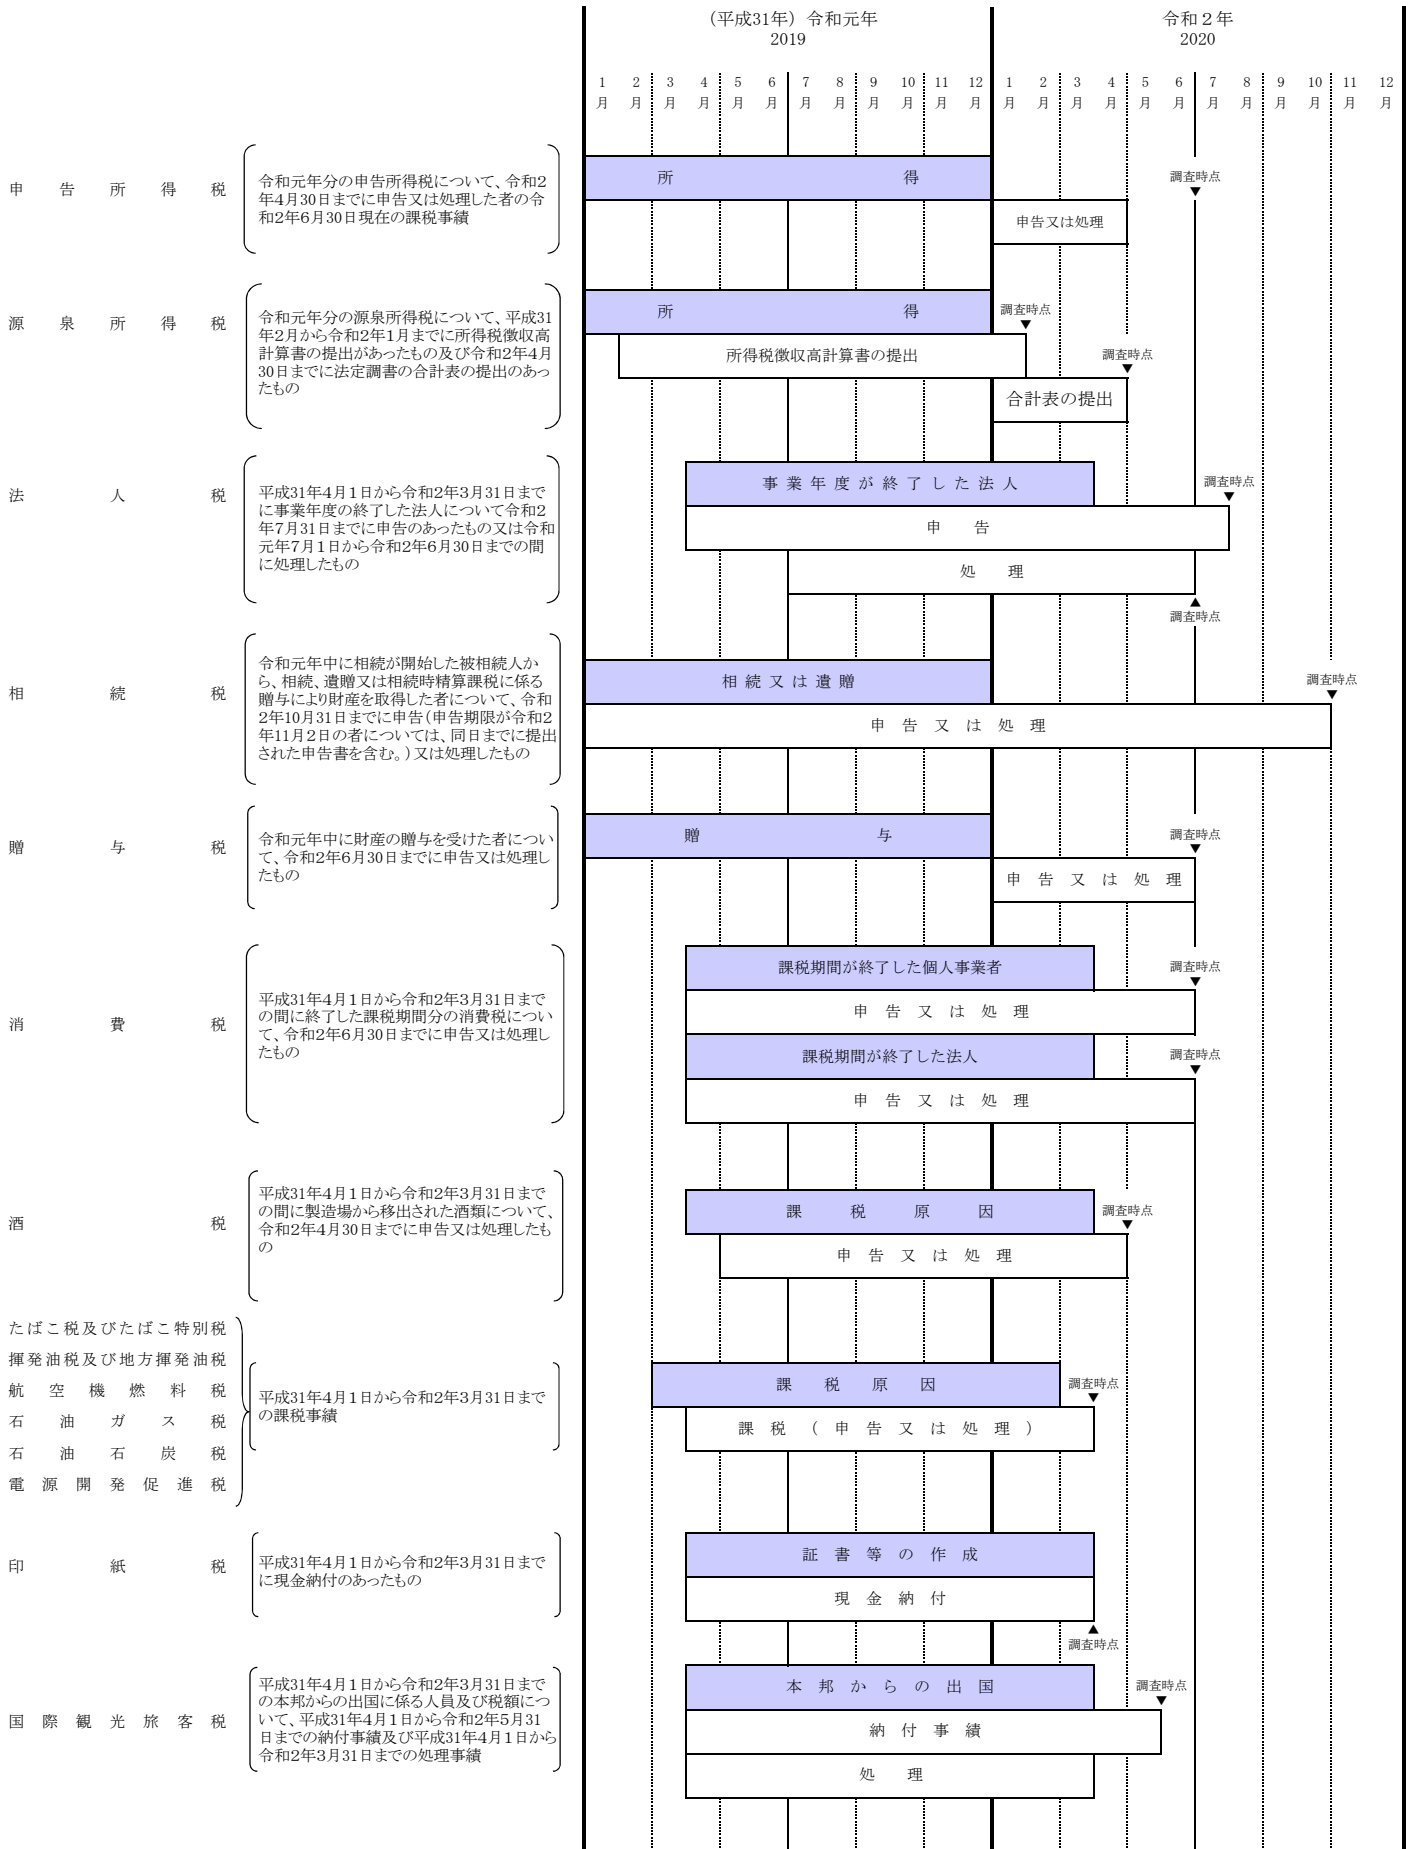 （平成31年）令和元年
2019
令和２年
2020
1 2 3 4 5 6 7 8 9 10 11 12 1 2 3 4 5 6 7 8 9 10 11 12
月 月 月 月 月 月 月 月 月 月 月 月 月 月 月 月 月 月 月 月 月 月 月 月
申告所得税
令和元年分の申告所得税について、令和2
年4月30日までに申告又は処理した者の令
和2年6月30日現在の課税事績
所得
調査時点
▼
申告又は処理
源泉所得税
令和元年分の源泉所得税について、平成31
年2月から令和2年1月までに所得税徴収高
計算書の提出があったもの及び令和2年4月
30日までに法定調書の合計表の提出のあっ
たもの
所得
調査時点
▼
所得税徴収高計算書の提出
調査時点
▼
合計表の提出
法人税
平成31年4月1日から令和2年3月31日まで
に事業年度の終了した法人について令和2
年7月31日までに申告のあったもの又は令和
元年7月1日から令和2年6月30日までの間
に処理したもの
事業年度が終了した法人
調査時点
▼
申告
処理
▲
調査時点
相続税
令和元年中に相続が開始した被相続人か
ら、相続、遺贈又は相続時精算課税に係る
贈与により財産を取得した者について、令和
2年10月31日までに申告（申告期限が令和2
年11月2日の者については、同日までに提出
された申告書を含む。）又は処理したもの
相続又は遺贈
調査時点
▼
申告又は処理
贈与税
令和元年中に財産の贈与を受けた者につい
て、令和2年6月30日までに申告又は処理し
たもの
贈与
調査時点
▼
申告又は処理
消費税
平成31年4月1日から令和2年3月31日まで
の間に終了した課税期間分の消費税につい
て、令和2年6月30日までに申告又は処理し
たもの
課税期間が終了した個人事業者
調査時点
▼
申告又は処理
課税期間が終了した法人
調査時点
▼
申告又は処理
酒税
平成31年4月1日から令和2年3月31日まで
の間に製造場から移出された酒類について、
令和2年4月30日までに申告又は処理したも
の
課税原因
調査時点
▼
申告又は処理
たばこ税及びたばこ特別税
揮発油税及び地方揮発油税
航空機燃料税
石油ガス税
石油石炭税
電源開発促進税
平成31年4月1日から令和2年3月31日まで
の課税事績
課税原因
調査時点
▼
課税（申告又は処理）
印紙税
平成31年4月1日から令和2年3月31日まで
に現金納付のあったもの
証書等の作成
現金納付
▲
調査時点
国際観光旅客税
平成31年4月1日から令和2年3月31日まで
の本邦からの出国に係る人員及び税額につ
いて、平成31年4月1日から令和2年5月31
日までの納付事績及び平成31年4月1日から
令和2年3月31日までの処理事績
本邦からの出国
調査時点
▼
納付事績
処理